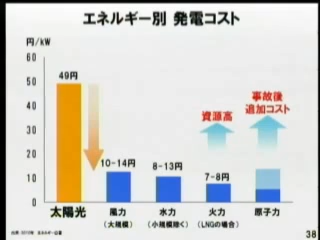 エネルギー別 発電コスト
円/kW
60
50
40
30
20
10
0
49円
10-14円
8-13円
7-8円
資源高
事故後
追加コスト
太陽光
風力
(大規模)
水力
(小規模除く)
火力
(LNGの場合)
原子力
38